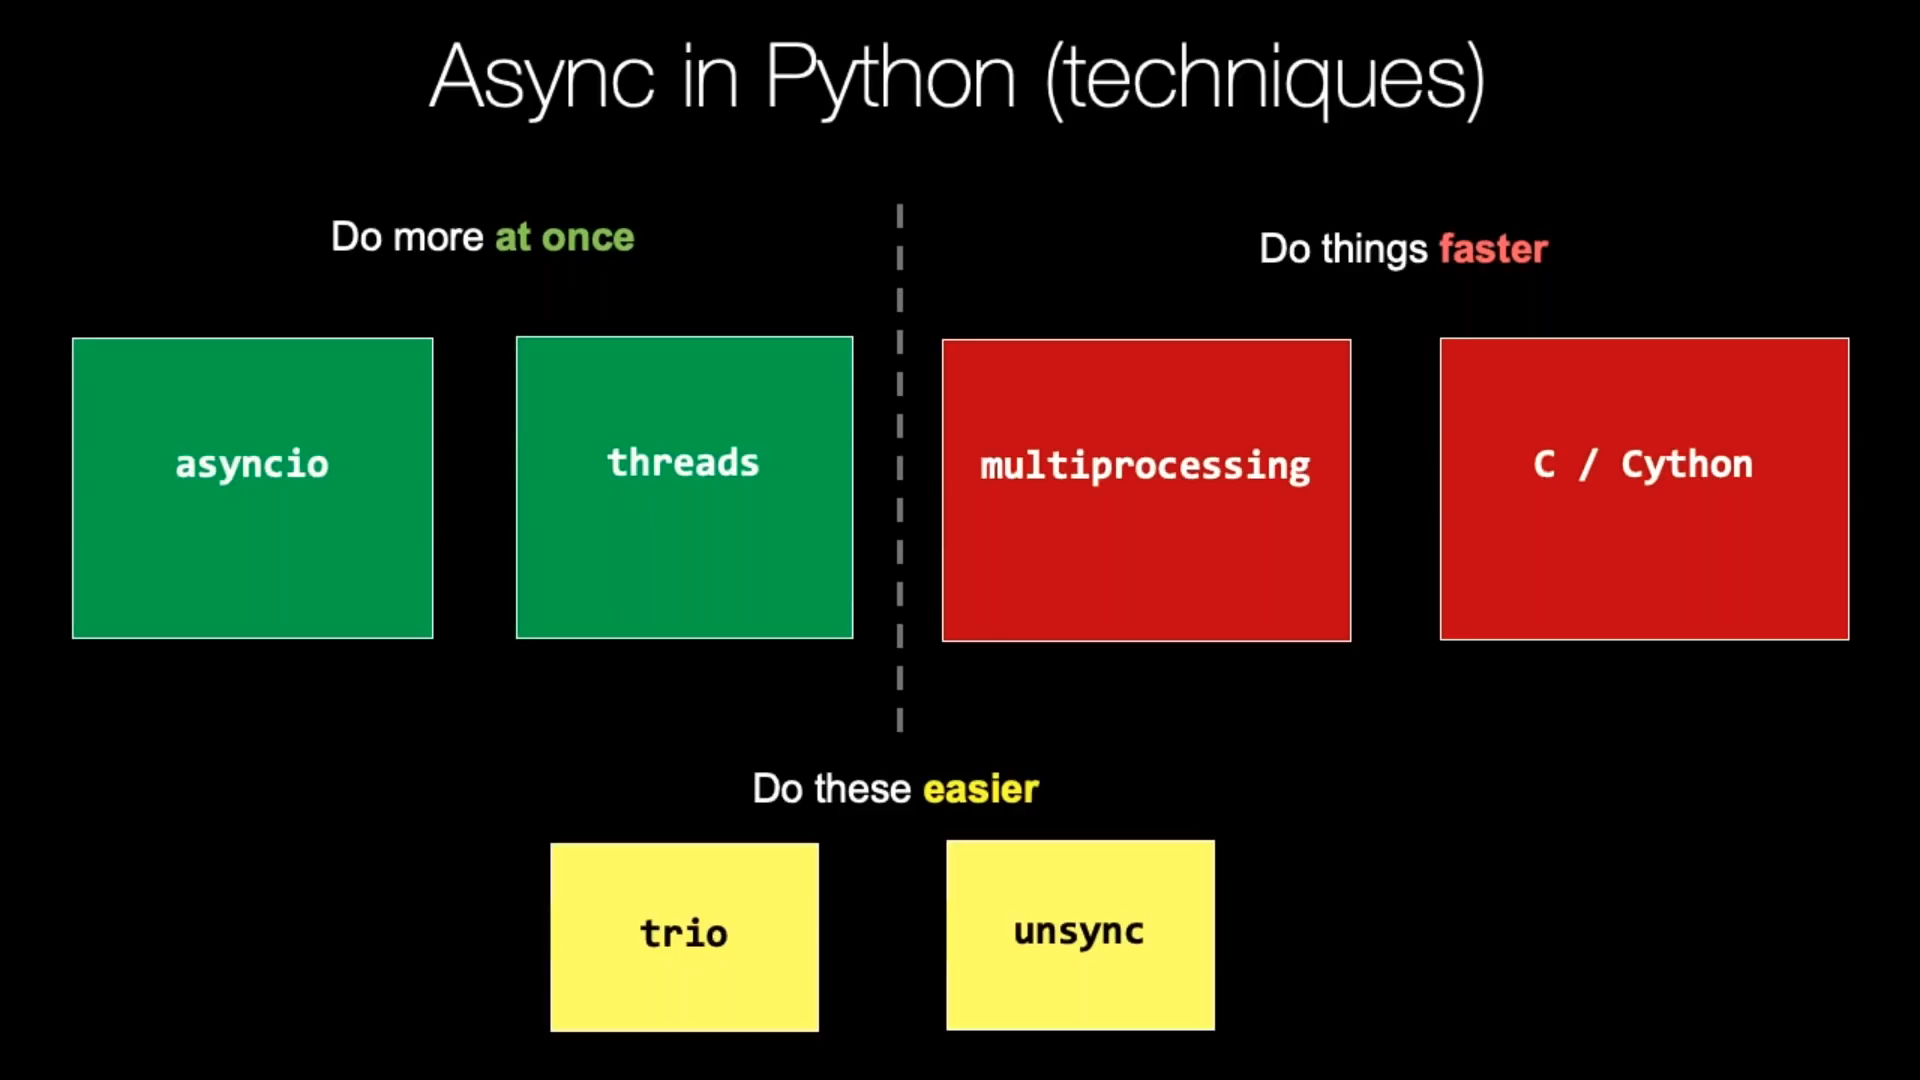 Async in Python (techniques)
Do more at once
Do things faster
asyncio
threads
multiprocessing
C / Cython
Do these easier
trio
unsync